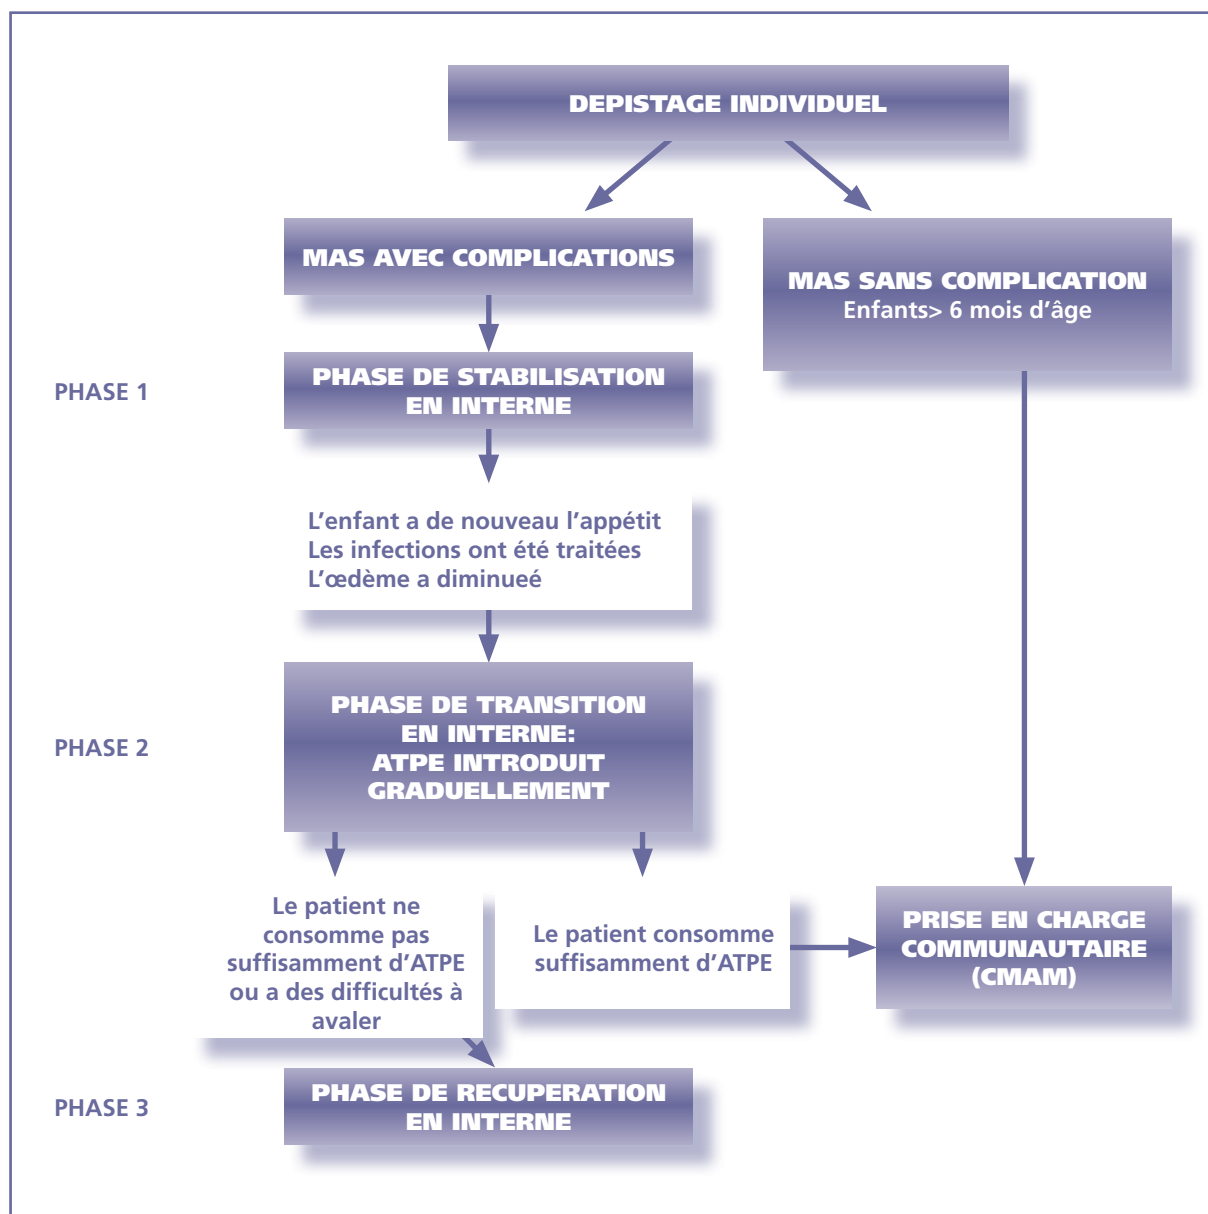 DEPISTAGE INDIVIDUEL
MAS AVEC COMPLICATIONS
MAS SANS COMPLICATION
Enfants> 6 mois d’âge
PHASE 1
PHASE DE STABILISATION
EN INTERNE
L’enfant a de nouveau l’appétit
Les infections ont été traitées
L’œdème a diminueé
PHASE 2
PHASE DE TRANSITION
EN INTERNE:
ATPE INTRODUIT
GRADUELLEMENT
Le patient ne
consomme pas
suffisamment d’ATPE
ou a des difficultés à
avaler
Le patient consomme
suffisamment d’ATPE
PRISE EN CHARGE
COMMUNAUTAIRE
(CMAM)
PHASE 3
PHASE DE RECUPERATION
EN INTERNE